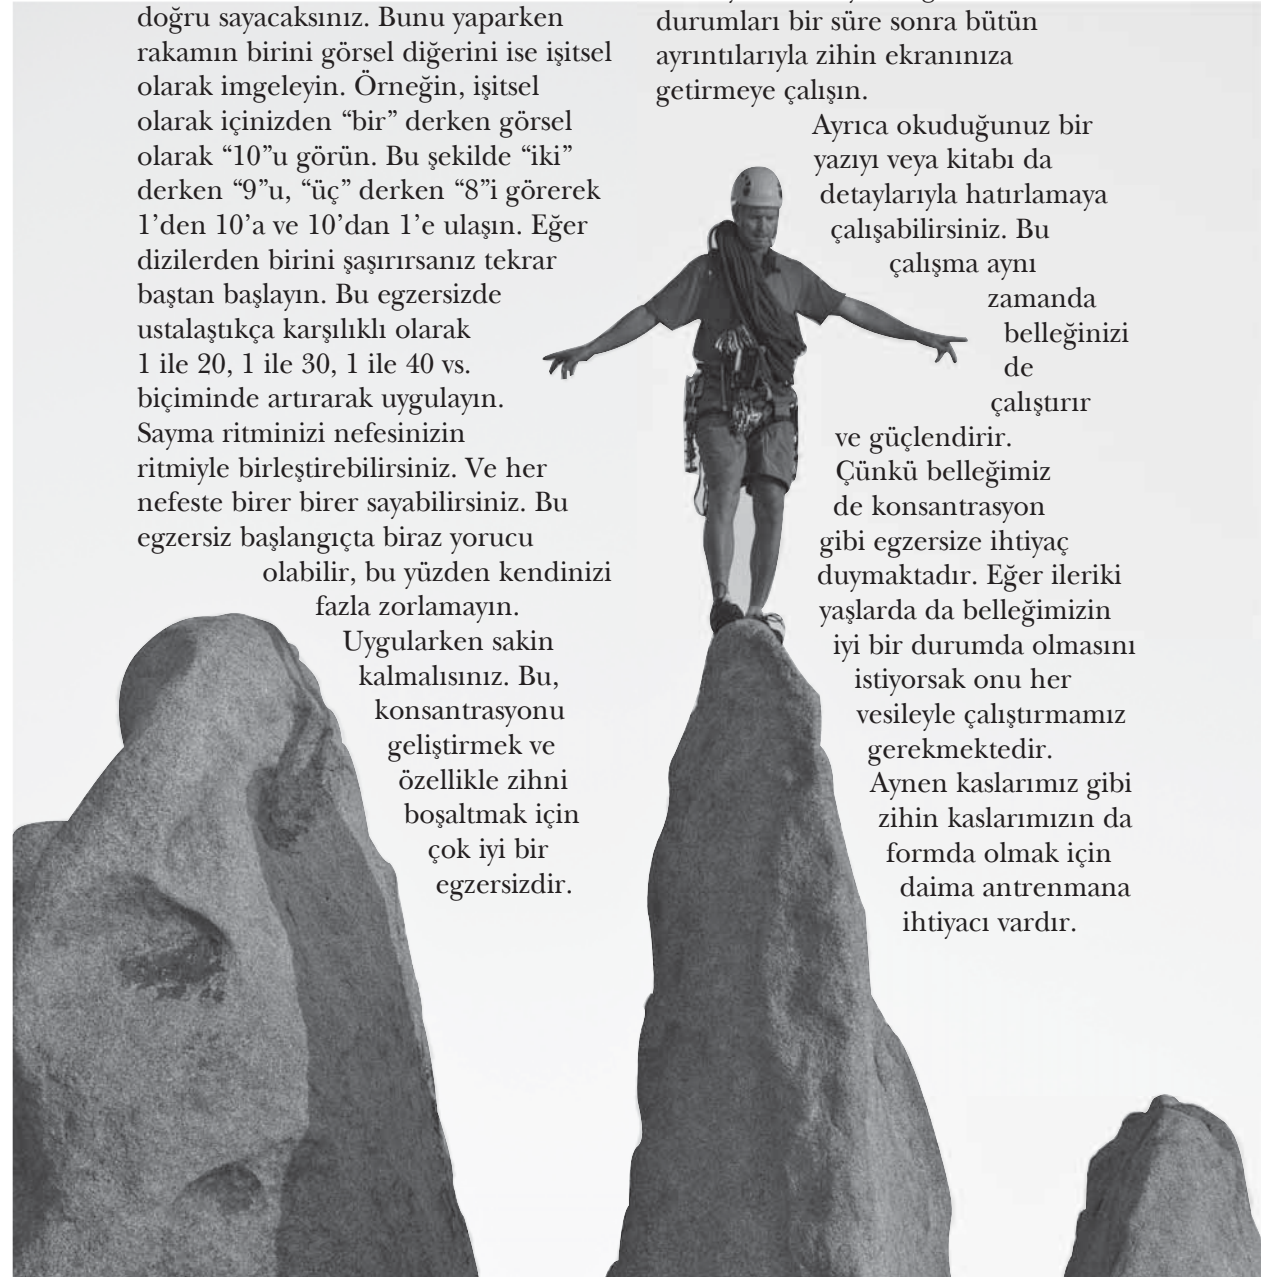 doğru sayacaksınız. Bunu yaparken
rakamın birini görsel diğerini ise işitsel
olarak imgeleyin. Örneğin, işitsel
olarak içinizden “bir” derken görsel
olarak “10”u görün. Bu şekilde “iki”
derken “9”u, “üç” derken “8”i görerek
1’den 10’a ve 10’dan 1’e ulaşın. Eğer
dizilerden birini şaşırırsanız tekrar
baştan başlayın. Bu egzersizde
ustalaştıkça karşılıklı olarak
1 ile 20, 1 ile 30, 1 ile 40 vs.
biçiminde artırarak uygulayın.
Sayma ritminizi nefesinizin
ritmiyle birleştirebilirsiniz. Ve her
nefeste birer birer sayabilirsiniz. Bu
egzersiz başlangıçta biraz yorucu
olabilir, bu yüzden kendinizi
fazla zorlamayın.
Uygularken sakin
kalmalısınız. Bu,
konsantrasyonu
geliştirmek ve
özellikle zihni
boşaltmak için
çok iyi bir
egzersizdir.
durumları bir süre sonra bütün
ayrıntılarıyla zihin ekranınıza
getirmeye çalışın.
Ayrıca okuduğunuz bir
yazıyı veya kitabı da
detaylarıyla hatırlamaya
çalışabilirsiniz. Bu
çalışma aynı
zamanda
belleğinizi
de
çalıştırır
ve güçlendirir.
Çünkü belleğimiz
de konsantrasyon
gibi egzersize ihtiyaç
duymaktadır. Eğer ileriki
yaşlarda da belleğimizin
iyi bir durumda olmasını
istiyorsak onu her
vesileyle çalıştırmamız
gerekmektedir.
Aynen kaslarımız gibi
zihin kaslarımızın da
formda olmak için
daima antrenmana
ihtiyacı vardır.